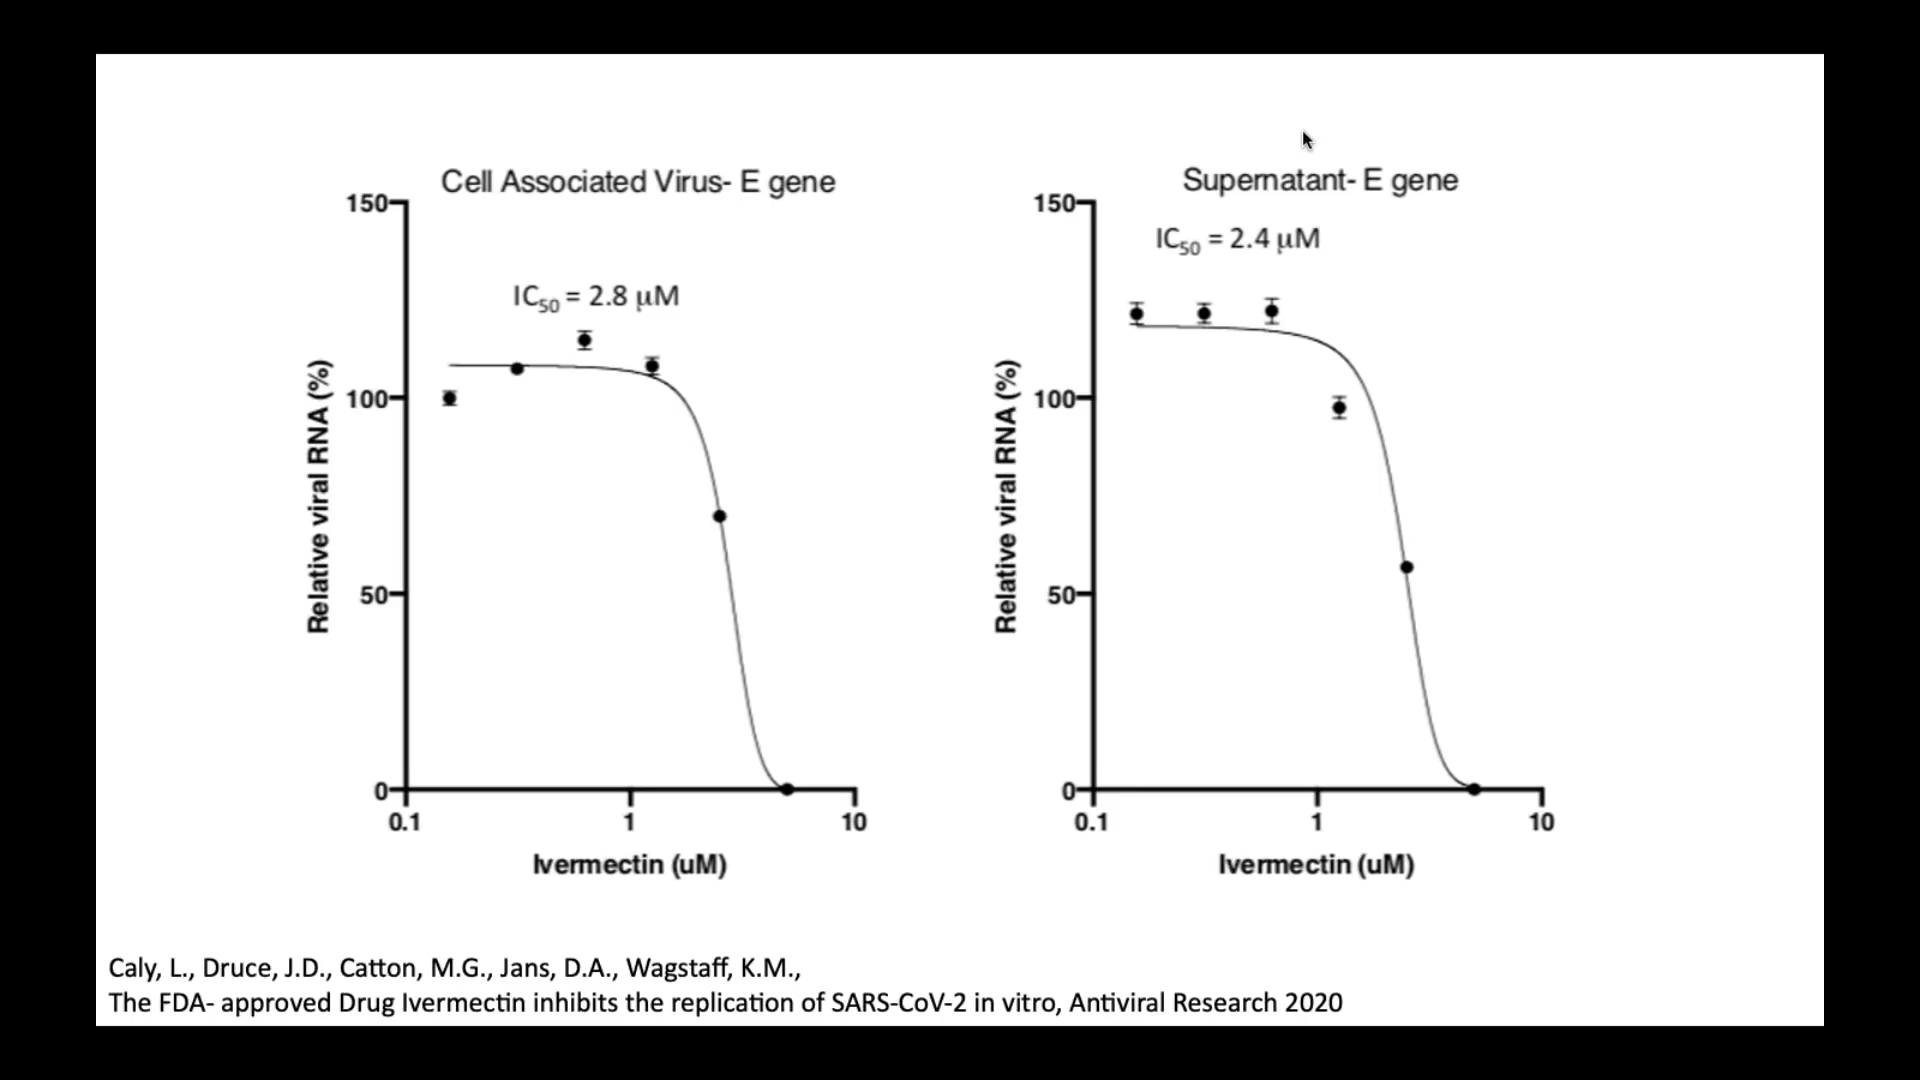 Cell Associated Virus- E gene
150
IC50 = 2.8 µM
100
50
0
0.1 1 10
Relative viral RNA (%)
Ivermectin (uM)
Supernatant- E gene
150
IC50 = 2.4 µM
100
50
0
0.1 1 10
Relative viral RNA (%)
Ivermectin (uM)
Caly, L., Druce, J.D., Catton, M.G., Jans, D.A., Wagstaff, K.M.,
The FDA- approved Drug Ivermectin inhibits the replication of SARS-CoV-2 in vitro, Antiviral Research 2020